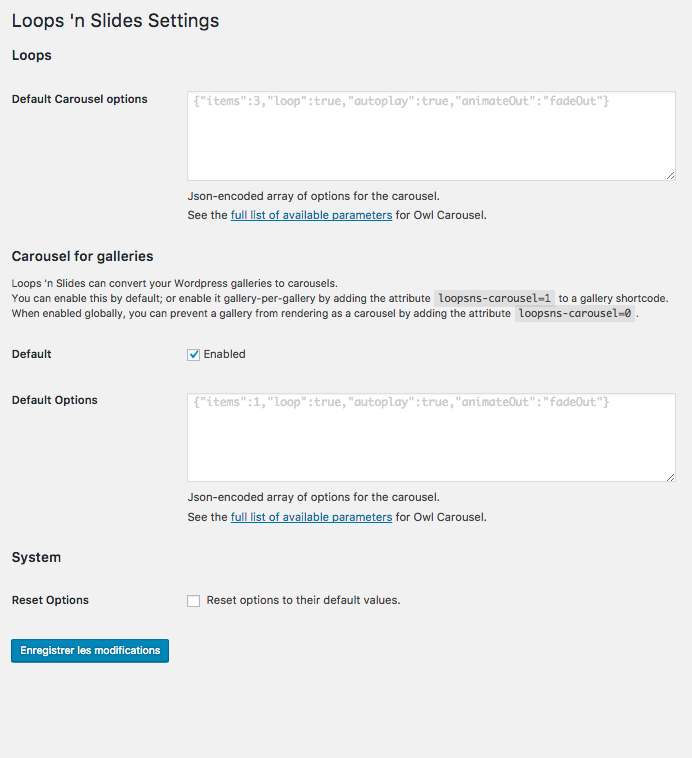 Loops 'n Slides Settings
Loops
Default Carousel options
{"items":3,"loop":true,"autoplay":true,"animateOut":"fadeOut"}
Json-encoded array of options for the carousel.
See the full list of available parameters for Owl Carousel.
Carousel for galleries
Loops 'n Slides can convert your Wordpress galleries to carousels.
You can enable this by default; or enable it gallery-per-gallery by adding the attribute loopsns-carousel=1 to a gallery shortcode.
When enabled globally, you can prevent a gallery from rendering as a carousel by adding the attribute loopsns-carousel=0.
Default
Enabled
Default Options
{"items":1,"loop":true,"autoplay":true,"animateOut":"fadeOut"}
Json-encoded array of options for the carousel.
See the full list of available parameters for Owl Carousel.
System
Reset Options
Reset options to their default values.
Enregistrer les modifications